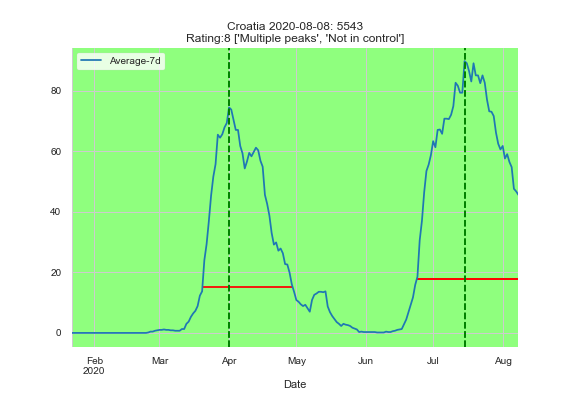 Croatia 2020-08-08: 5543
Rating:8 ['Multiple peaks', 'Not in control']
Average-7d
80
60
40
20
0
Feb Mar Apr May Jun Jul Aug
2020
Date